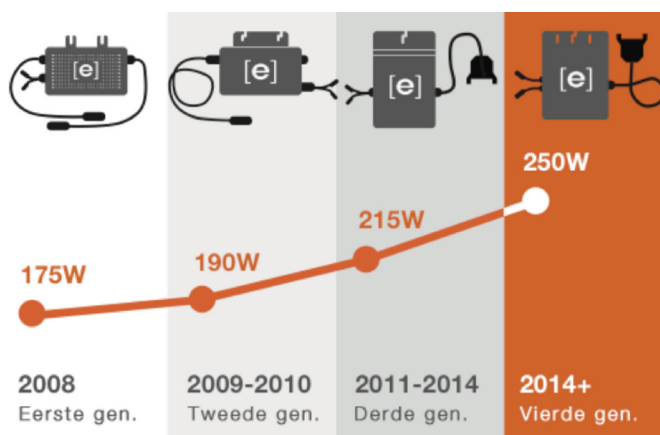 [e]
[e]
[e]
[e]
175W
190W
215W
250W
2008
Eerste gen.
2009-2010
Tweede gen.
2011-2014
Derde gen.
2014+
Vierde gen.